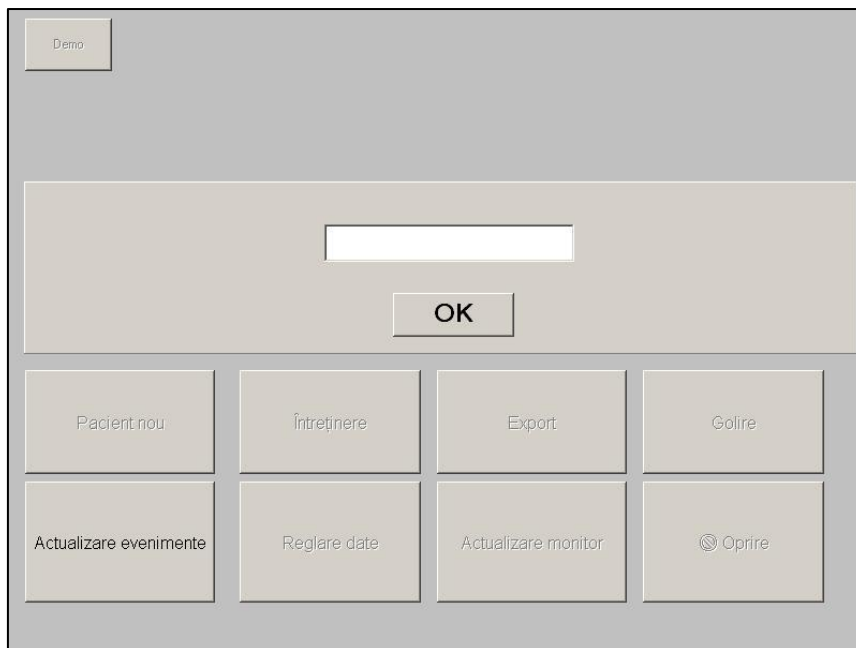 Demo
OK
Pacient nou
Întreținere
Export
Golire
Actualizare evenimente
Reglare date
Actualizare monitor
Oprire